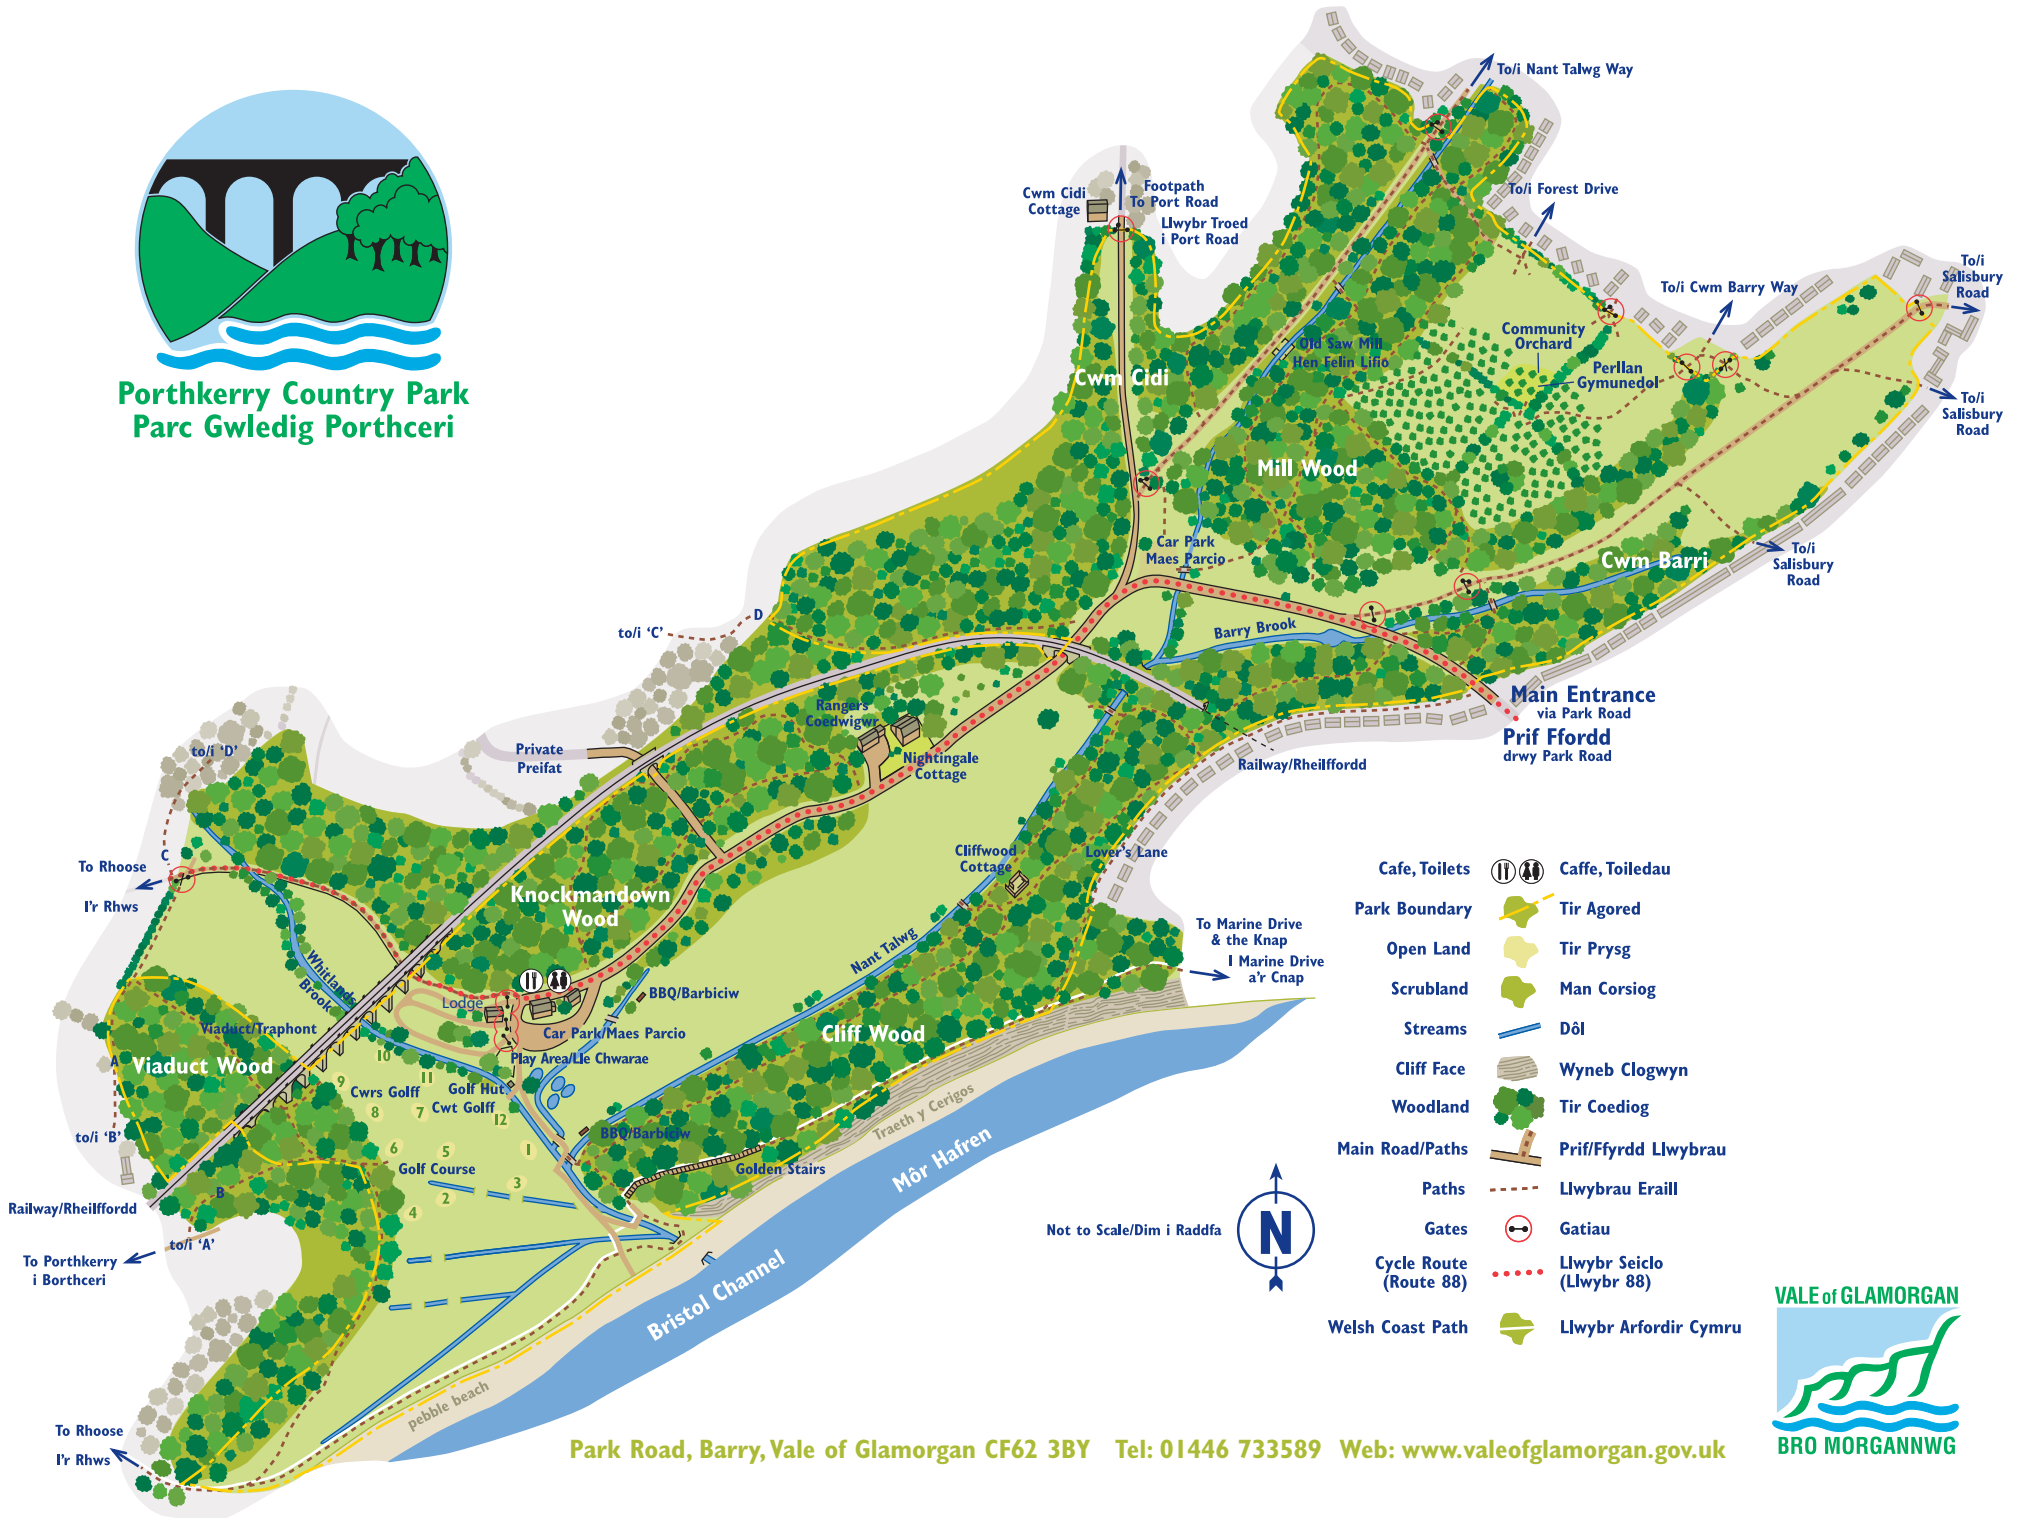 Porthkerry Country Park
Parc Gwledig Porthceri
To/i Nant Talwg Way
To/i Forest Drive
To/i Cwm Barry Way
To/i
Salisbury
Road
To/i
Salisbury
Road
To/i
Salisbury
Road
Cwm Cidi
Cottage
Footpath
To Port Road
Llwybr Troed
i Port Road
Cwm Cidi
Old Saw Mill
Hen Felin Lifio
Community
Orchard
Perllan
Gymunedol
Mill Wood
Car Park
Maes Parcio
Cwm Barri
Barry Brook
Main Entrance
via Park Road
Prif Ffordd
drwy Park Road
Railway/Rheilffordd
to/i ‘C’
D
Rangers
Coedwigwr
Nightingale
Cottage
Private
Preifat
to/i ‘D’
C
To Rhoose
I'r Rhws
Knockmandown
Wood
Cliffwood
Cottage
Lover's Lane
Nant Talwg
To Marine Drive
& the Knap
I Marine Drive
a'r Cnap
Whitlands
Brook
Lodge
BBQ/Barbiciw
Car Park/Maes Parcio
Play Area/Lle Chwarae
Viaduct/Traphont
Viaduct Wood
A
to/i ‘B’
B
to/i ‘A’
Railway/Rheilffordd
To Porthkerry
i Borthceri
Cwrs Golff
Golf Hut
Cwt Golff
Golf Course
10
11
9
8
7
12
6
5
1
3
2
4
BBQ/Barbiciw
Golden Stairs
Cliff Wood
Traeth y Cerigos
Môr Hafren
Bristol Channel
pebble beach
To Rhoose
I'r Rhws
Not to Scale/Dim i Raddfa
N
Cafe, Toilets Caffe, Toiledau
Park Boundary Tir Agored
Open Land Tir Prysg
Scrubland Man Corsiog
Streams Dôl
Cliff Face Wyneb Clogwyn
Woodland Tir Coediog
Main Road/Paths Prif/Ffyrdd Llwybrau
Paths Llwybrau Eraill
Gates Gatiau
Cycle Route Llwybr Seiclo
(Route 88) (Llwybr 88)
Welsh Coast Path Llwybr Arfordir Cymru
VALE of GLAMORGAN
BRO MORGANNWG
Park Road, Barry, Vale of Glamorgan CF62 3BY Tel: 01446 733589 Web: www.valeofglamorgan.gov.uk